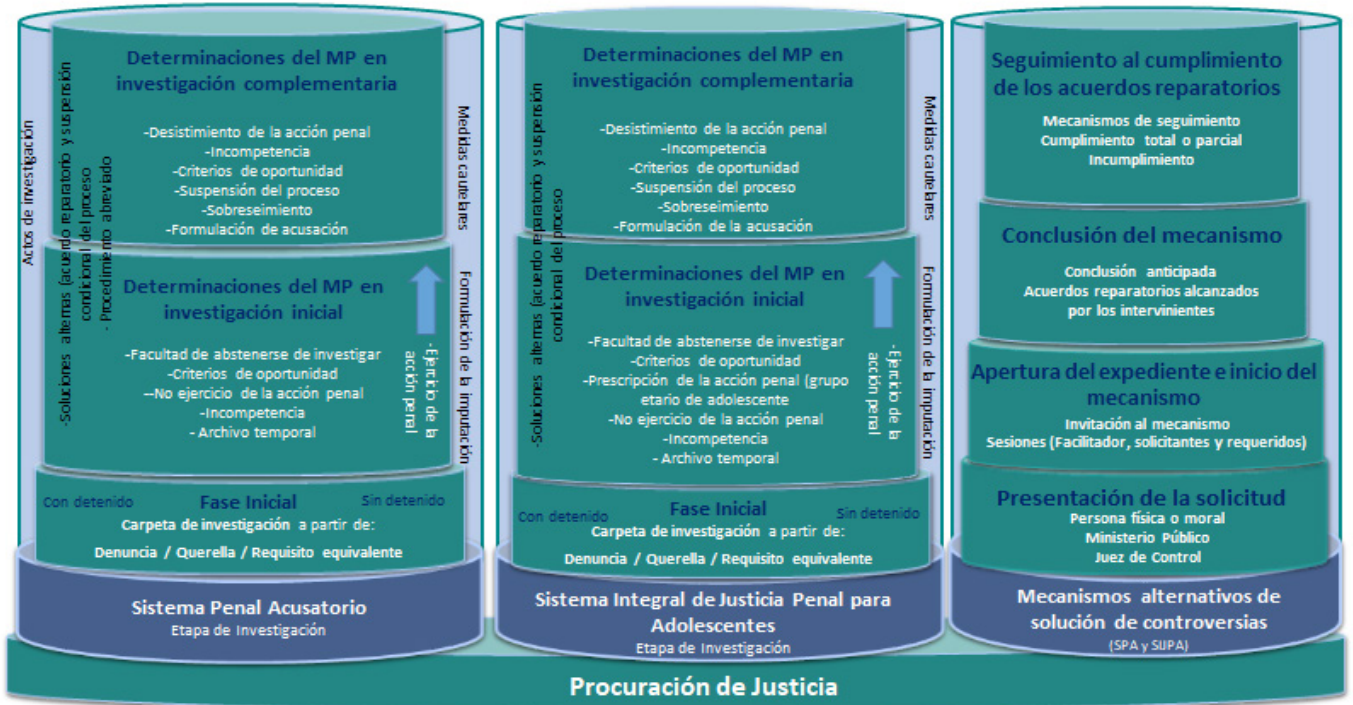 Actos de investigación
-Soluciones alternas (acuerdo reparatorio y suspensión
condicional del proceso
- Procedimiento abreviado
Determinaciones del MP en
investigación complementaria
-Desistimiento de la acción penal
-Incompetencia
-Criterios de oportunidad
-Suspensión del proceso
-Sobreseimiento
-Formulación de acusación
Medidas cautelares
Determinaciones del MP en
investigación inicial
-Facultad de abstenerse de investigar
-Criterios de oportunidad
--No ejercicio de la acción penal
-Incompetencia
- Archivo temporal
-Ejercicio de la
acción penal
Formulación de la imputación
Con detenido
Fase Inicial
Sin detenido
Carpeta de investigación a partir de:
Denuncia / Querella / Requisito equivalente
Sistema Penal Acusatorio
Etapa de Investigación
-Soluciones alternas (acuerdo reparatorio y suspensión
condicional del proceso
Determinaciones del MP en
investigación complementaria
-Desistimiento de la acción penal
-Incompetencia
-Criterios de oportunidad
-Suspensión del proceso
-Sobreseimiento
-Formulación de la acusación
Medidas cautelares
Determinaciones del MP en
investigación inicial
-Facultad de abstenerse de investigar
-Criterios de oportunidad
-Prescripción de la acción penal (grupo
etario de adolescente
-No ejercicio de la acción penal
-Incompetencia
- Archivo temporal
-Ejercicio de la
acción penal
Formulación de la imputación
Con detenido
Fase Inicial
Sin detenido
Carpeta de investigación a partir de:
Denuncia / Querella / Requisito equivalente
Sistema Integral de Justicia Penal para
Adolescentes
Etapa de Investigación
Seguimiento al cumplimiento
de los acuerdos reparatorios
Mecanismos de seguimiento
Cumplimiento total o parcial
Incumplimiento
Conclusión del mecanismo
Conclusión anticipada
Acuerdos reparatorios alcanzados
por los intervinientes
Apertura del expediente e inicio del
mecanismo
Invitación al mecanismo
Sesiones (Facilitador, solicitantes y requeridos)
Presentación de la solicitud
Persona física o moral
Ministerio Público
Juez de Control
Mecanismos alternativos de
solución de controversias
(SPA y SIJPA)
Procuración de Justicia